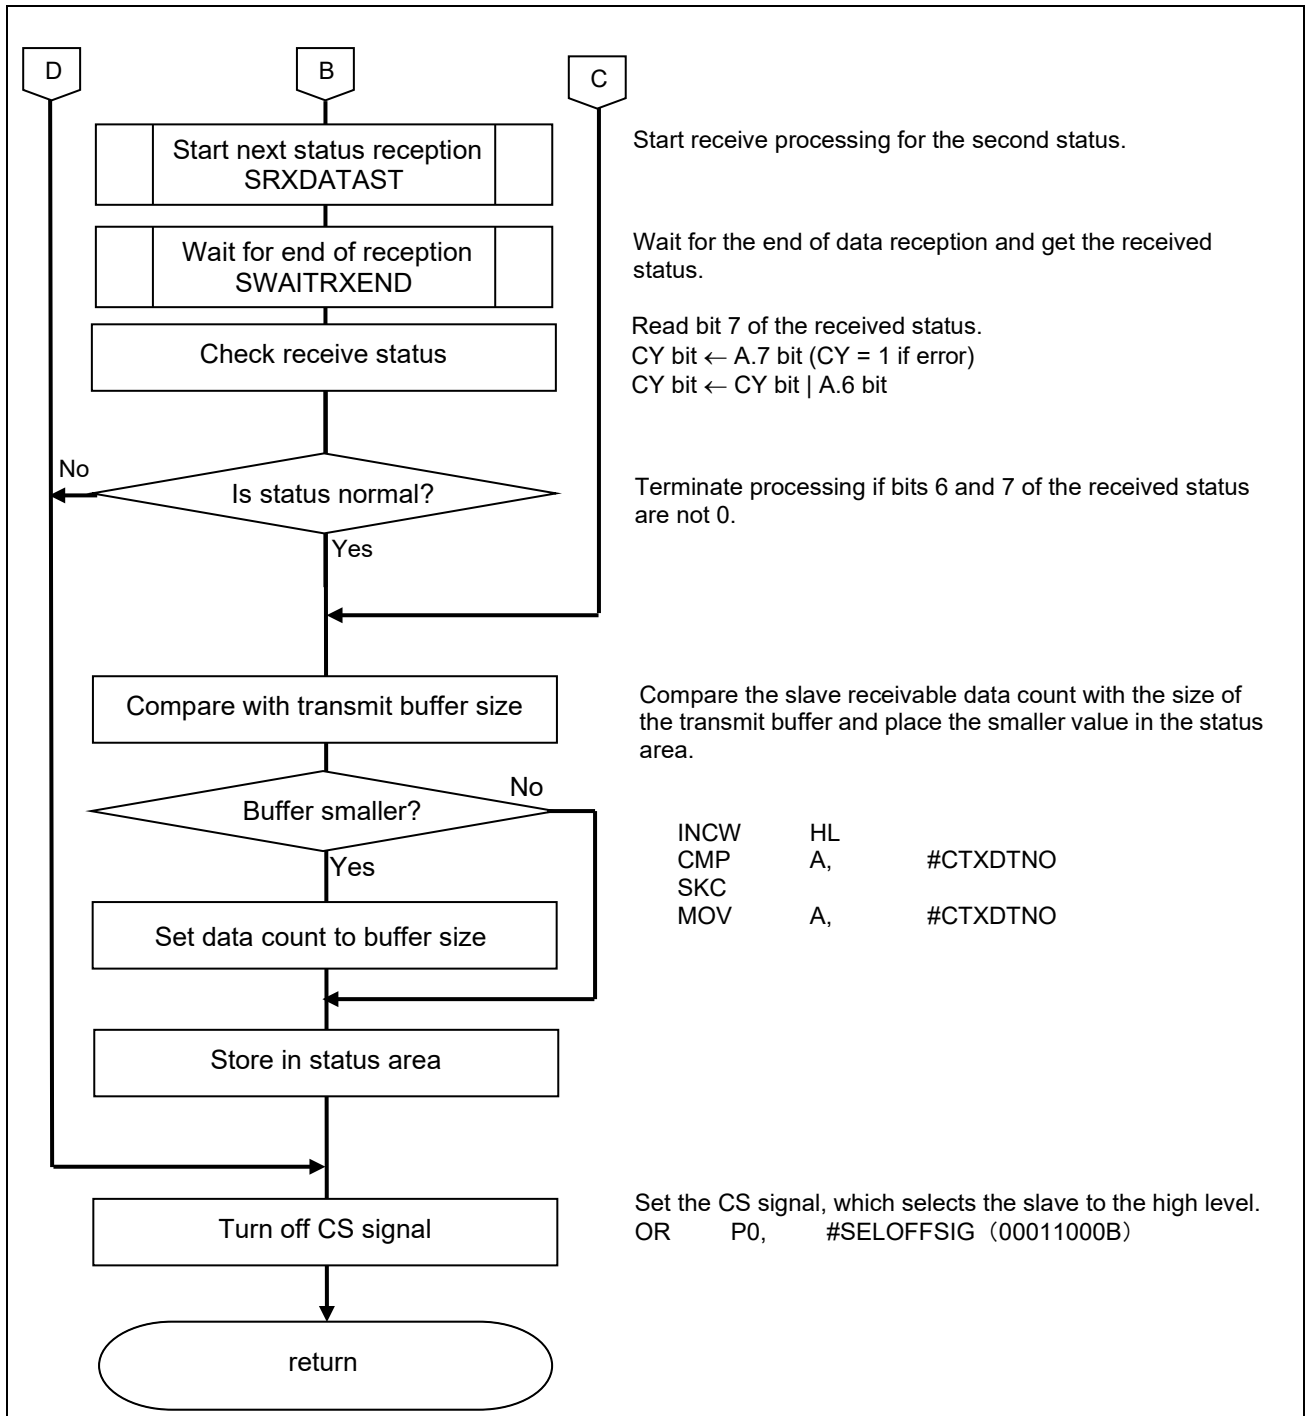 D
B
C
Start next status reception
SRXDATAST
Start receive processing for the second status.
Wait for end of reception
SWAITRXEND
Wait for the end of data reception and get the received
status.
Check receive status
Read bit 7 of the received status.
CY bit ← A.7 bit (CY = 1 if error)
CY bit ← CY bit | A.6 bit
No
Is status normal?
Yes
Terminate processing if bits 6 and 7 of the received status
are not 0.
Compare with transmit buffer size
Compare the slave receivable data count with the size of
the transmit buffer and place the smaller value in the status
area.
Buffer smaller?
No
Yes
INCW HL
CMP A, #CTXDTNO
SKC
MOV A, #CTXDTNO
Set data count to buffer size
Store in status area
Turn off CS signal
Set the CS signal, which selects the slave to the high level.
OR P0, #SELOFFSIG（00011000B）
return